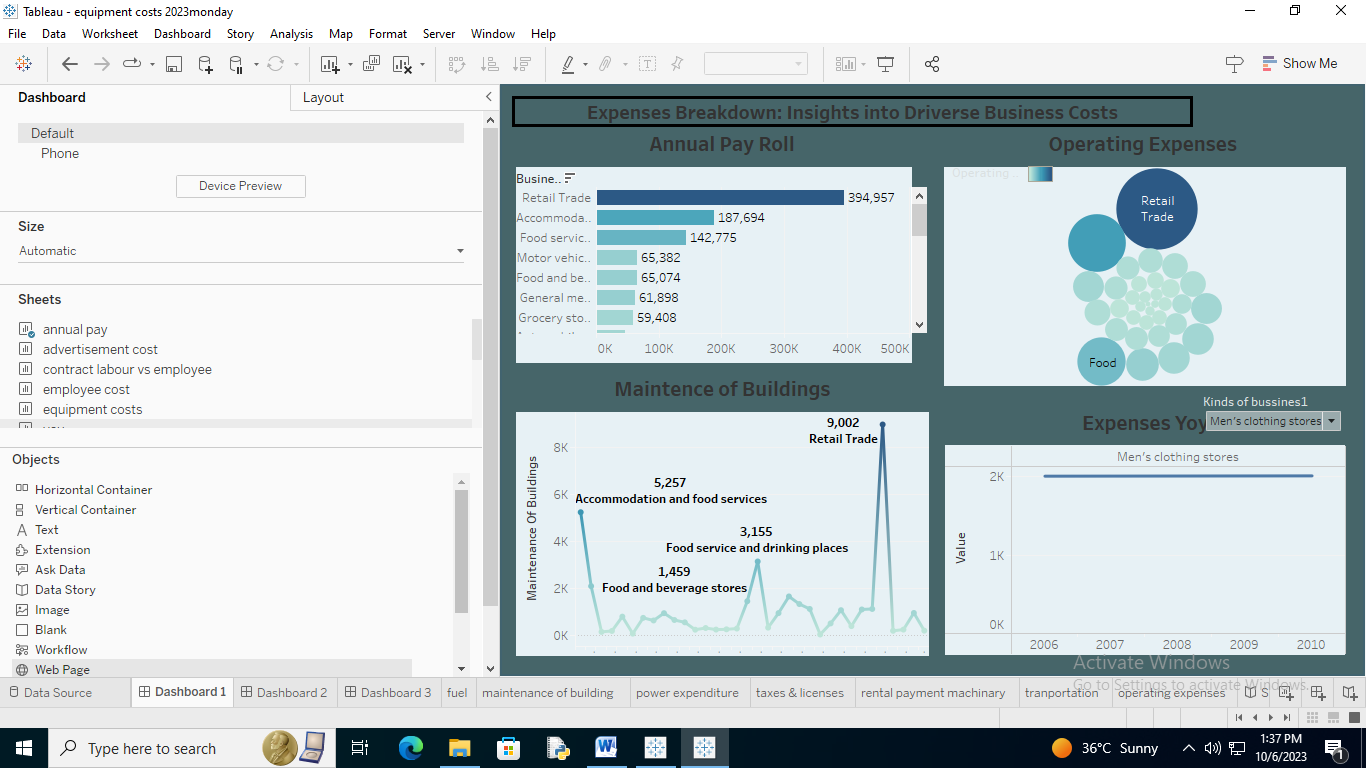 Tableau - equipment costs 2023monday
File Data Worksheet Dashboard Story Analysis Map Format Server Window Help
Show Me
Dashboard
Layout
Default
Phone
Device Preview
Size
Automatic
Sheets
annual pay
advertisement cost
contract labour vs employee
employee cost
equipment costs
Objects
Horizontal Container
Vertical Container
Text
Extension
Ask Data
Data Story
Image
Blank
Workflow
Web Page
Expenses Breakdown: Insights into Driverse Business Costs
Annual Pay Roll
Busine..
Retail Trade 394,957
Accommoda.. 187,694
Food servic.. 142,775
Motor vehic.. 65,382
Food and be.. 65,074
General me.. 61,898
Grocery sto.. 59,408
0K 100K 200K 300K 400K 500K
Operating Expenses
Operating ..
Retail
Trade
Food
Maintence of Buildings
Maintenance Of Buildings
8K
6K
4K
2K
0K
9,002
Retail Trade
5,257
Accommodation and food services
3,155
Food service and drinking places
1,459
Food and beverage stores
Kinds of bussines1
Expenses Yoy
Men's clothing stores
Men's clothing stores
Value
2K
1K
0K
2006 2007 2008 2009 2010
Activate Windows
Go to Settings to activate Windows.
Data Source Dashboard 1 Dashboard 2 Dashboard 3 fuel maintenance of building power expenditure taxes & licenses rental payment machinary tranportation operating expenses S
Type here to search
36°C Sunny
1:37 PM
10/6/2023
1